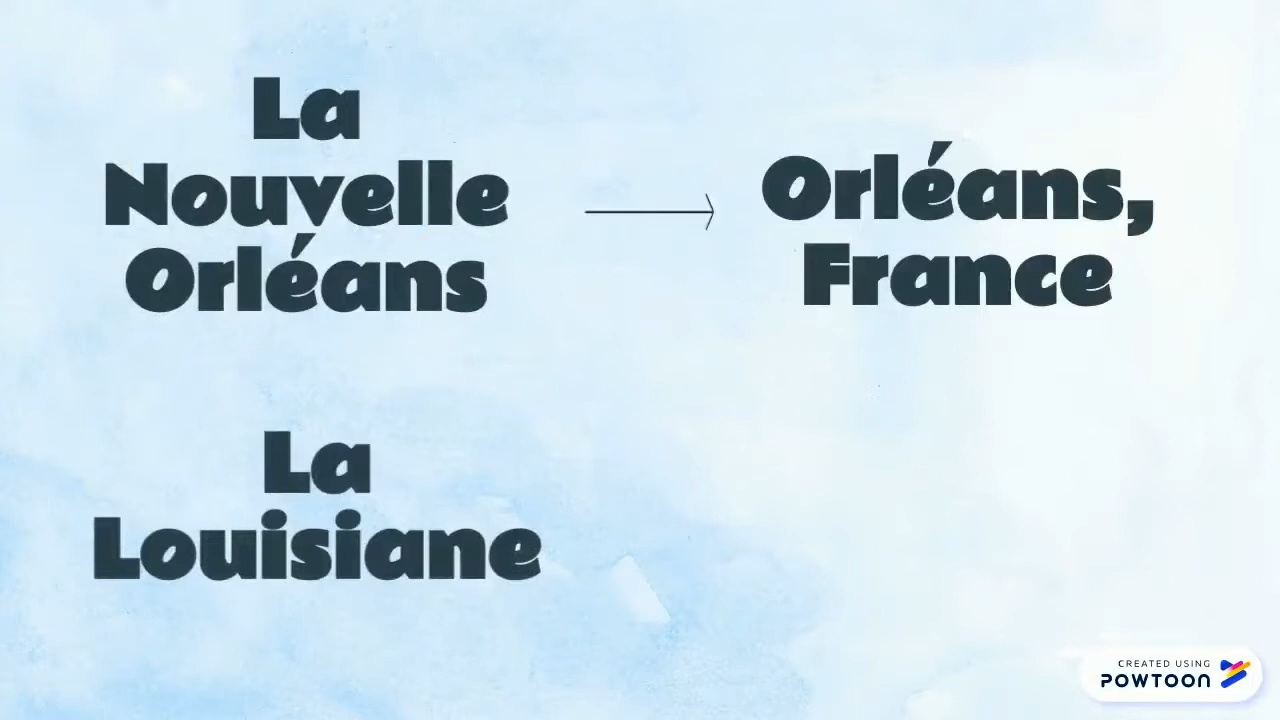 La
Nouvelle
Orléans
Orléans,
France
La
Louisiane
CREATED USING
POWTOON